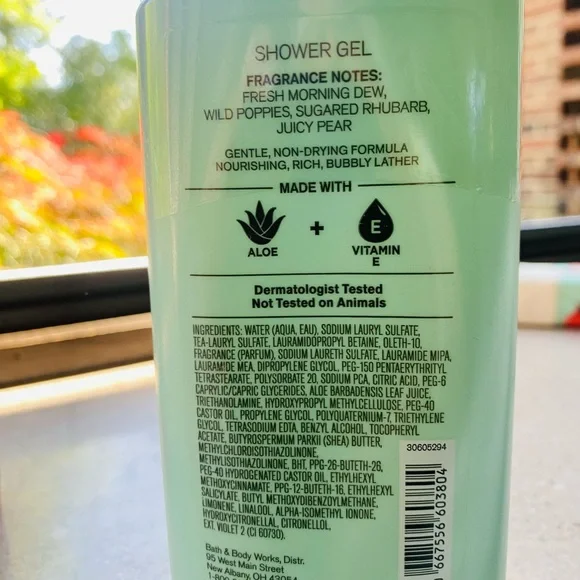 SHOWER GEL
FRAGRANCE NOTES:
FRESH MORNING DEW,
WILD POPPIES, SUGARED RHUBARB,
JUICY PEAR
GENTLE, NON-DRYING FORMULA
NOURISHING, RICH, BUBBLY LATHER
MADE WITH
ALOE
+
E
VITAMIN
E
Dermatologist Tested
Not Tested on Animals
INGREDIENTS: WATER (AQUA, EAU), SODIUM LAURYL SULFATE,
TEA-LAURYL SULFATE, LAURAMIDOPROPYL BETAINE, OLETH-10,
FRAGRANCE (PARFUM), SODIUM LAURETH SULFATE, LAURAMIDE MIPA,
LAURAMIDE MEA, DIPROPYLENE GLYCOL, PEG-150 PENTAERYTHRITYL
TETRASTEARATE, POLYSORBATE 20, SODIUM PCA, CITRIC ACID, PEG-6
CAPRYLIC/CAPRIC GLYCERIDES, ALOE BARBADENSIS LEAF JUICE,
TRIETHANOLAMINE, HYDROXYPROPYL METHYLCELLULOSE, PEG-40
CASTOR OIL, PROPYLENE GLYCOL, POLYQUATERNIUM-7, TRIETHYLENE
GLYCOL, TETRASODIUM EDTA, BENZYL ALCOHOL, TOCOPHERYL
ACETATE, BUTYROSPERMUM PARKII (SHEA) BUTTER,
METHYLCHLOROISOTHIAZOLINONE,
METHYLISOTHIAZOLINONE, BHT, PPG-26-BUTETH-26,
PEG-40 HYDROGENATED CASTOR OIL, ETHYLHEXYL
METHOXYCINNAMATE, PPG-12-BUTETH-16, ETHYLHEXYL
SALICYLATE, BUTYL METHOXYDIBENZOYLMETHANE,
LIMONENE, LINALOOL, ALPHA-ISOMETHYL IONONE,
HYDROXYCITRONELLAL, CITRONELLOL,
EXT. VIOLET 2 (CI 60730).
30605294
667556 603804
Bath & Body Works, Distr.
95 West Main Street
New Albany, OH 43054